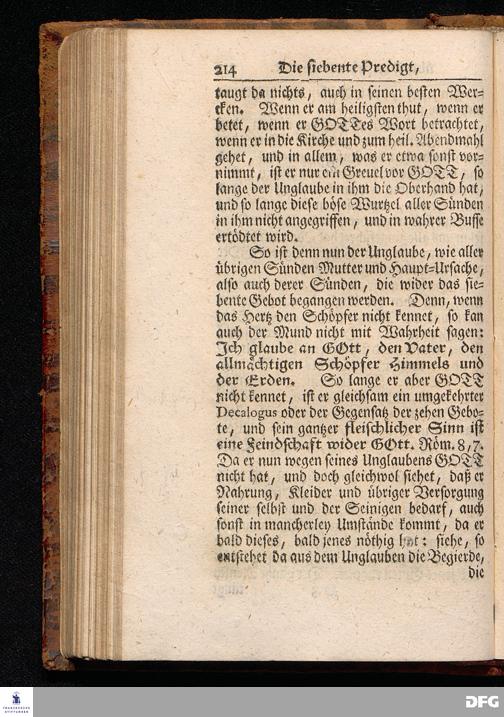 214 Die siebente Predigt,
taugt da nichts, auch in seinen besten Wer-
cken. Wenn er am heiligsten thut, wenn er
betet, wenn er GOTTes Wort betrachtet,
wenn er in die Kirche und zum heil. Abendmahl
gehet, und in allem, was er etwa sonst vor-
nimmt, ist er nur ein Greuel vor GOTT, so
lange der Unglaube in ihm die Oberhand hat,
und so lange diese böse Wurtzel aller Sünden
in ihm nicht angegriffen, und in wahrer Busse
ertödtet wird.
So ist denn nun der Unglaube, wie aller
übrigen Sünden Mutter und Haupt-Ursache,
also auch derer Sünden, die wider das sie-
bente Gebot begangen werden. Denn, wenn
das Hertz den Schöpfer nicht kennet, so kan
auch der Mund nicht mit Wahrheit sagen:
Jch glaube an GOtt, den Vater, den
allmächtigen Schöpfer Himmels und
der Erden. So lange er aber GOTT
nicht kennet, ist er gleichsam ein umgekehrter
Decalogus oder der Gegensatz der zehen Gebo-
te, und sein gantzer fleischlicher Sinn ist
eine Feindschaft wider GOtt. Röm. 8, 7.
Da er nun wegen seines Unglaubens GOTT
nicht hat, und doch gleichwol siehet, daß er
Nahrung, Kleider und übriger Versorgung
seiner selbst und der Seinigen bedarf, auch
sonst in mancherley Umstände kommt, da er
bald dieses, bald jenes nöthig hat: siehe, so
entstehet da aus dem Unglauben die Begierde,
die
FRANCKESCHE
STIFTUNGEN
DFG